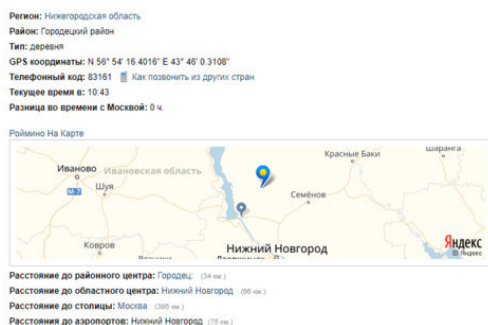 Регион: Нижегородская область
Район: Городецкий район
Тип: деревня
GPS координаты: N 56° 54' 16.4016" E 43° 46' 0.3108"
Телефонный код: 83161 Как позвонить из других стран
Текущее время в: 10:43
Разница во времени с Москвой: 0 ч.
Роймино На Карте
Красные Баки
Шаранга
Иваново
Ивановская область
М-7
Шуя
Семёнов
Ковров
Нижний Новгород
Яндекс
© Яндекс
Расстояние до районного центра: Городец: (34 км.)
Расстояние до областного центра: Нижний Новгород (66 км.)
Расстояние до столицы: Москва (395 км.)
Расстояния до аэропортов: Нижний Новгород (75 км.)